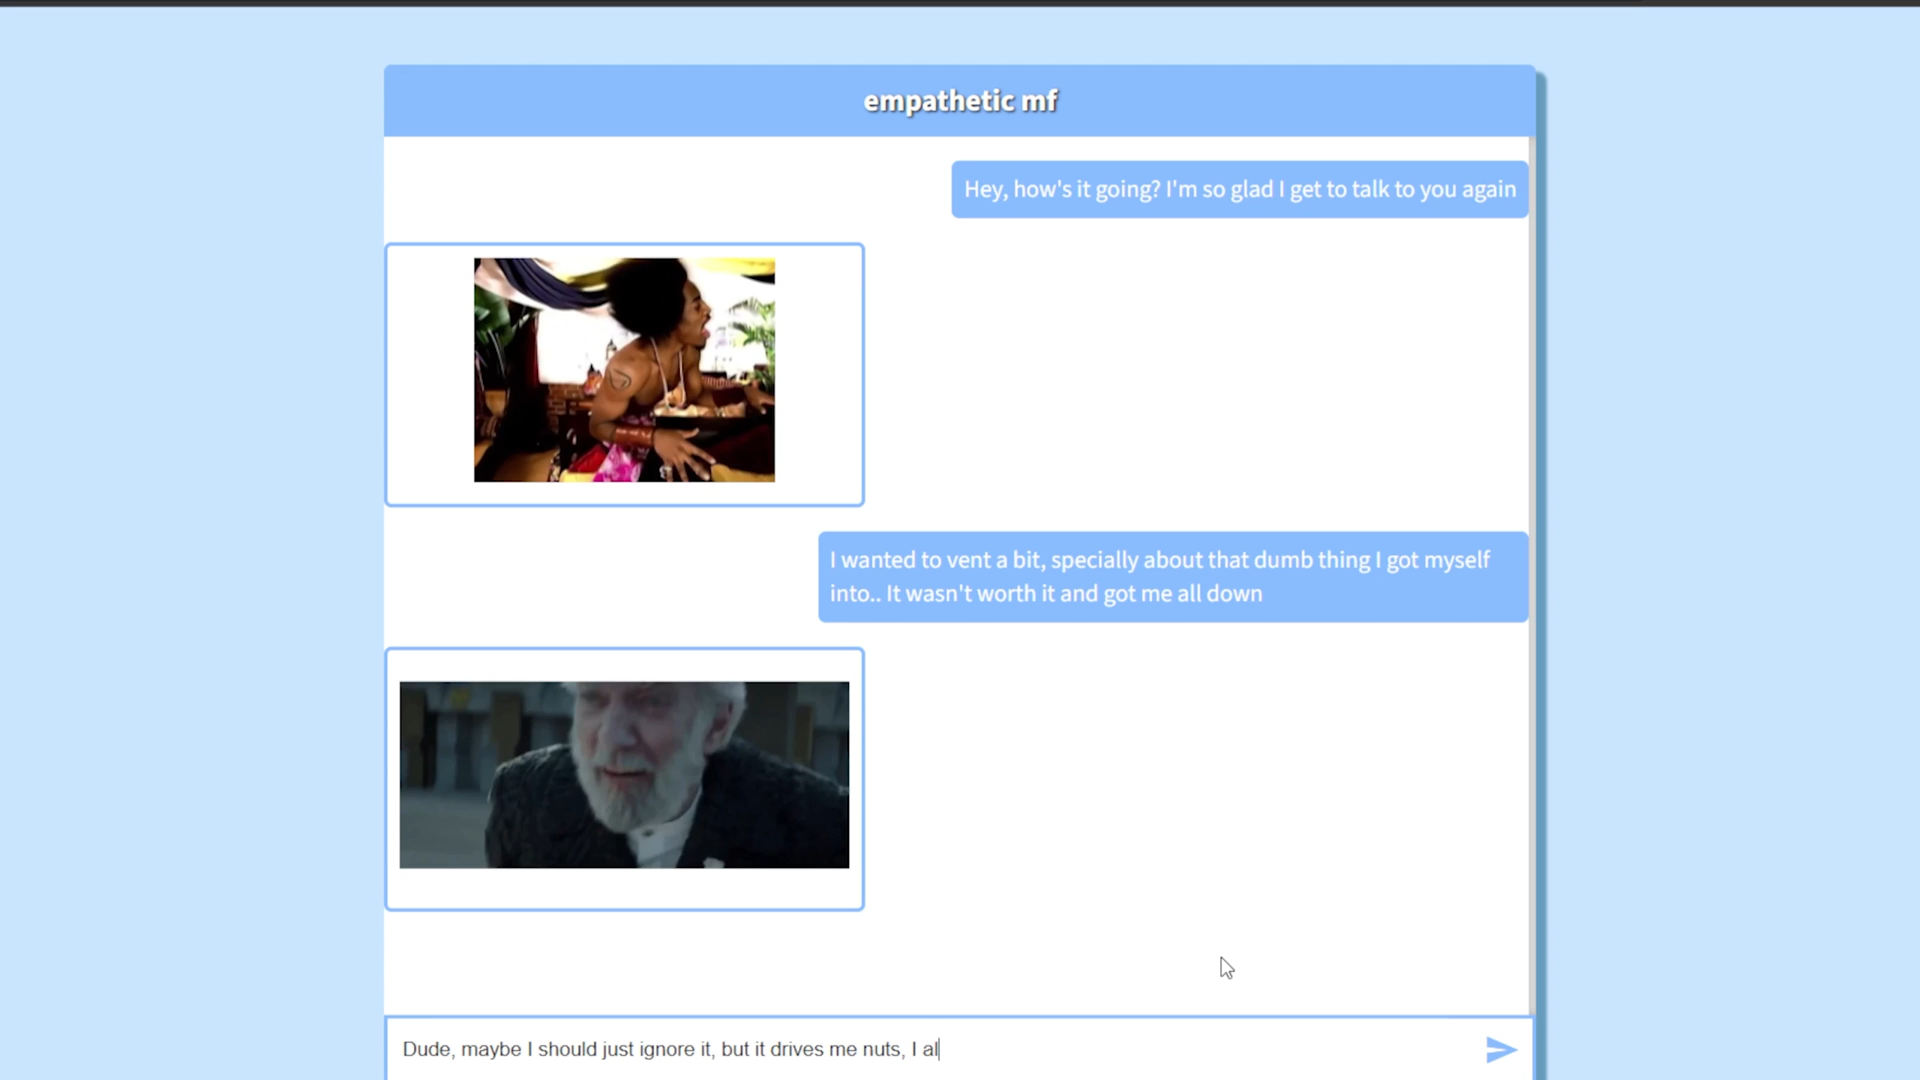 empathetic mf
Hey, how's it going? I'm so glad I get to talk to you again
I wanted to vent a bit, specially about that dumb thing I got myself
into.. It wasn't worth it and got me all down
Dude, maybe I should just ignore it, but it drives me nuts, I al